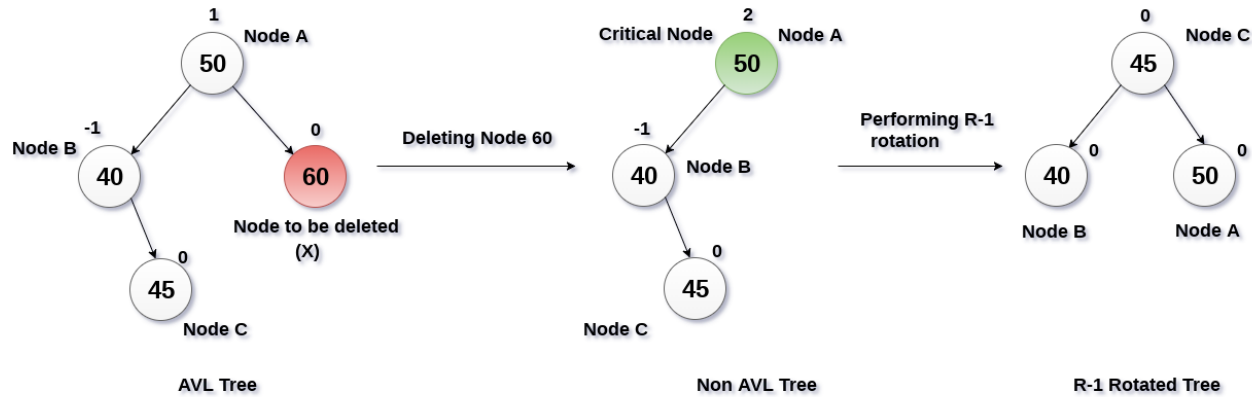 1
Node A
50
-1
Node B
40
0
60
Node to be deleted
(X)
0
45
Node C
AVL Tree
Deleting Node 60
2
Critical Node
Node A
50
-1
40
Node B
0
45
Node C
Non AVL Tree
Performing R-1
rotation
0
Node C
45
0
40
Node B
0
50
Node A
R-1 Rotated Tree